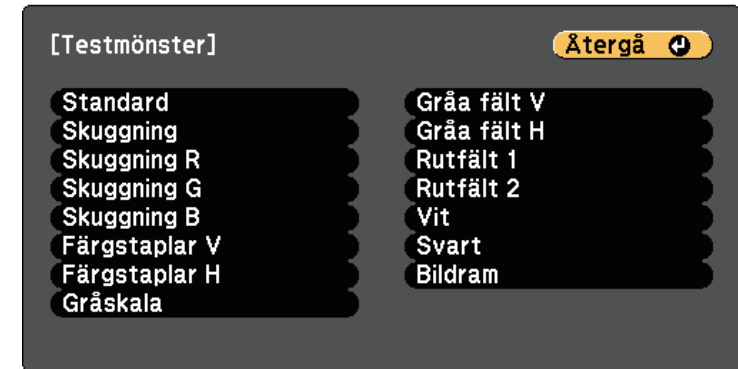 [Testmönster]
Återgå
Standard
Skuggning
Skuggning R
Skuggning G
Skuggning B
Färgstaplar V
Färgstaplar H
Gråskala
Gråa fält V
Gråa fält H
Rutfält 1
Rutfält 2
Vit
Svart
Bildram